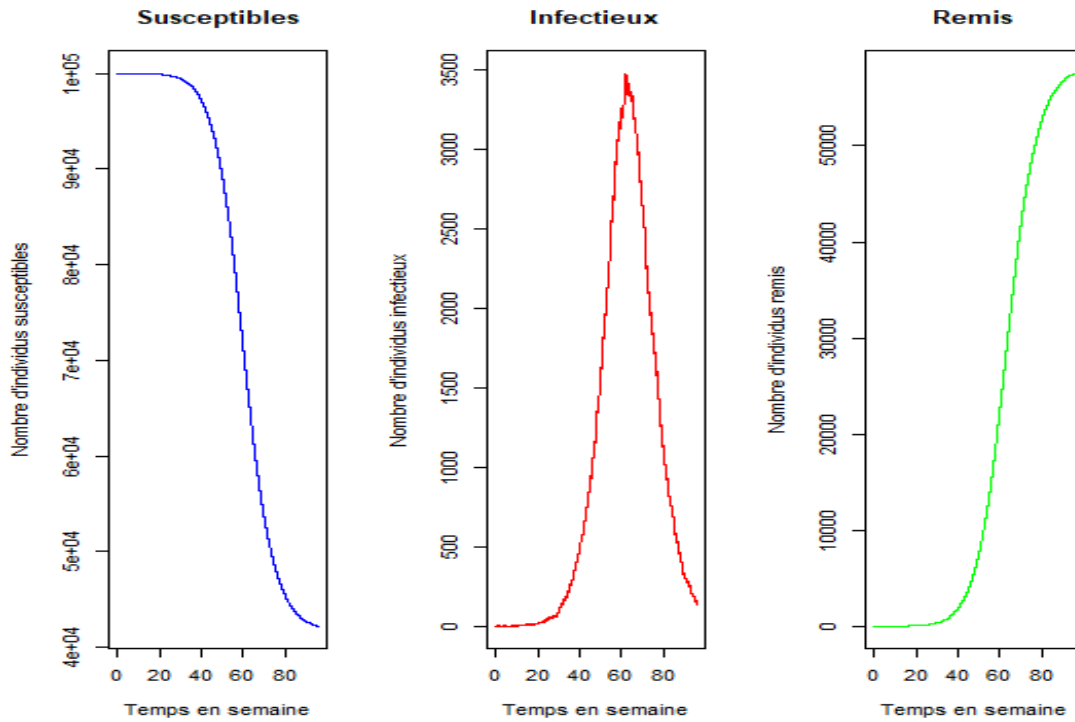 Susceptibles
Nombre d'individus susceptibles
1e+05
9e+04
8e+04
7e+04
6e+04
5e+04
4e+04
0 20 40 60 80
Temps en semaine
Infectieux
Nombre d'individus infectieux
3500
3000
2500
2000
1500
1000
500
0
0 20 40 60 80
Temps en semaine
Remis
Nombre d'individus remis
50000
40000
30000
20000
10000
0
0 20 40 60 80
Temps en semaine